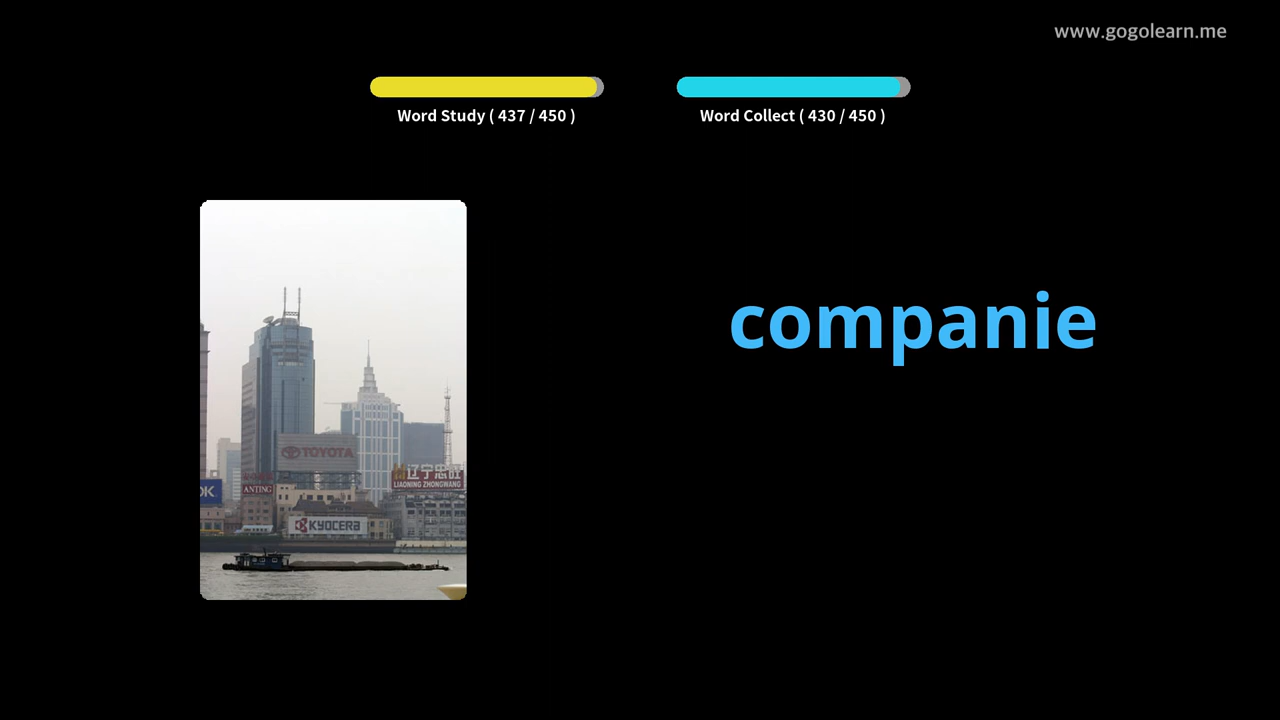 www.gogolearn.me
Word Study ( 437 / 450 )
Word Collect ( 430 / 450 )
companie
TOYOTA
辽宁忠旺
LIAONING ZHONGWANG
ANTING
OK
KYOCERA